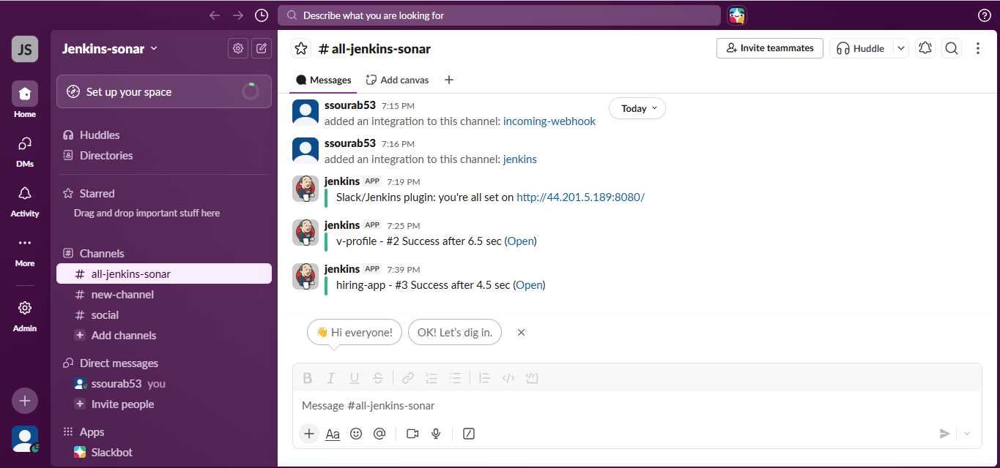 Describe what you are looking for
JS
Home
DMs
Activity
More
Admin
Jenkins-sonar
Set up your space
Huddles
Directories
Starred
Drag and drop important stuff here
Channels
# all-jenkins-sonar
# new-channel
# social
+ Add channels
Direct messages
ssourab53 you
+ Invite people
Apps
Slackbot
# all-jenkins-sonar
Invite teammates
Huddle
Messages
Add canvas
Today
ssourab53 7:15 PM
added an integration to this channel: incoming-webhook
ssourab53 7:16 PM
added an integration to this channel: jenkins
jenkins APP 7:19 PM
Slack/Jenkins plugin: you're all set on http://44.201.5.189:8080/
jenkins APP 7:25 PM
v-profile - #2 Success after 6.5 sec (Open)
jenkins APP 7:39 PM
hiring-app - #3 Success after 4.5 sec (Open)
👋 Hi everyone!
OK! Let’s dig in.
B I U S
Message #all-jenkins-sonar
Aa